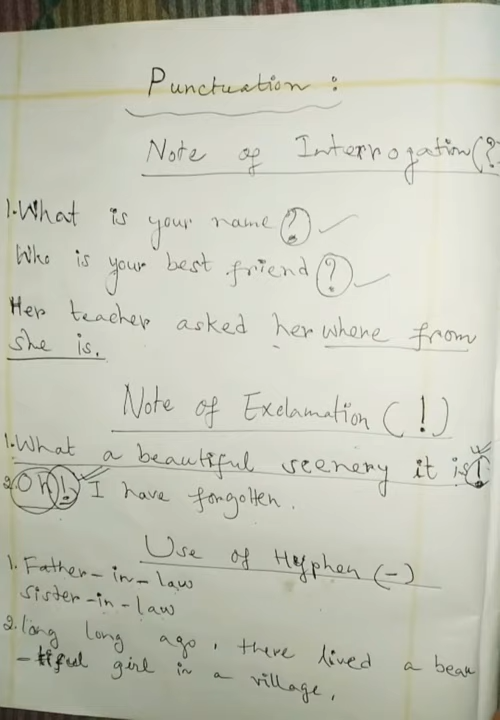 Punctuation :
Note of Interrogation (?
1. What is your name ?
Who is your best friend ?
Her teacher asked her where from
she is.
Note of Exclamation ( ! )
1. What a beautiful scenery it is !
2. Oh ! I have forgotten.
Use of Hyphen (-)
1. Father-in-law
sister-in-law
2. long long ago, there lived a beau
-tiful girl in a village.